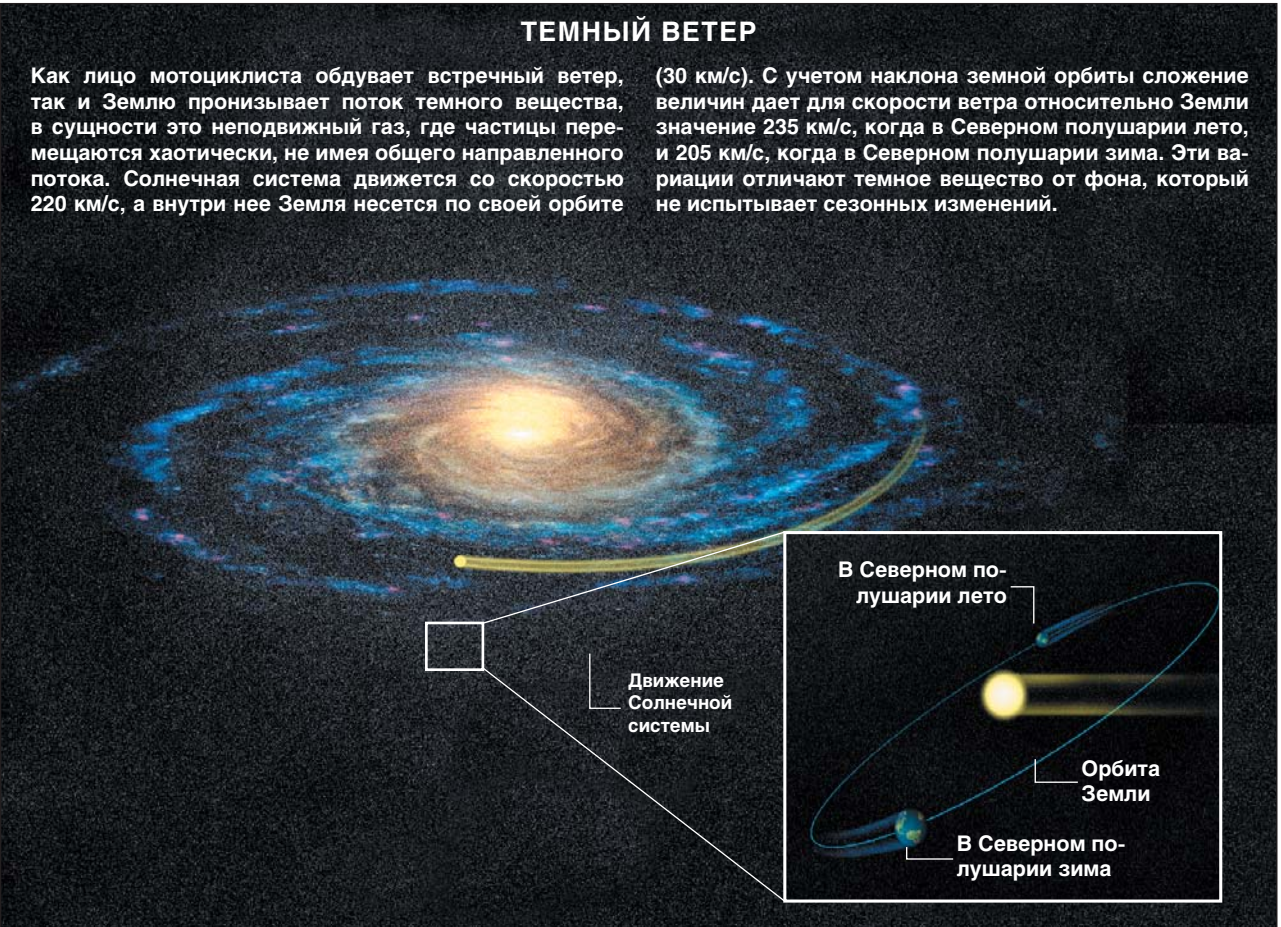 ТЕМНЫЙ ВЕТЕР
Как лицо мотоциклиста обдувает встречный ветер,
так и Землю пронизывает поток темного вещества,
в сущности это неподвижный газ, где частицы пере-
мещаются хаотически, не имея общего направленного
потока. Солнечная система движется со скоростью
220 км/с, а внутри нее Земля несется по своей орбите
(30 км/с). С учетом наклона земной орбиты сложение
величин дает для скорости ветра относительно Земли
значение 235 км/с, когда в Северном полушарии лето,
и 205 км/с, когда в Северном полушарии зима. Эти ва-
риации отличают темное вещество от фона, который
не испытывает сезонных изменений.
Движение
Солнечной
системы
В Северном по-
лушарии лето
Орбита
Земли
В Северном по-
лушарии зима